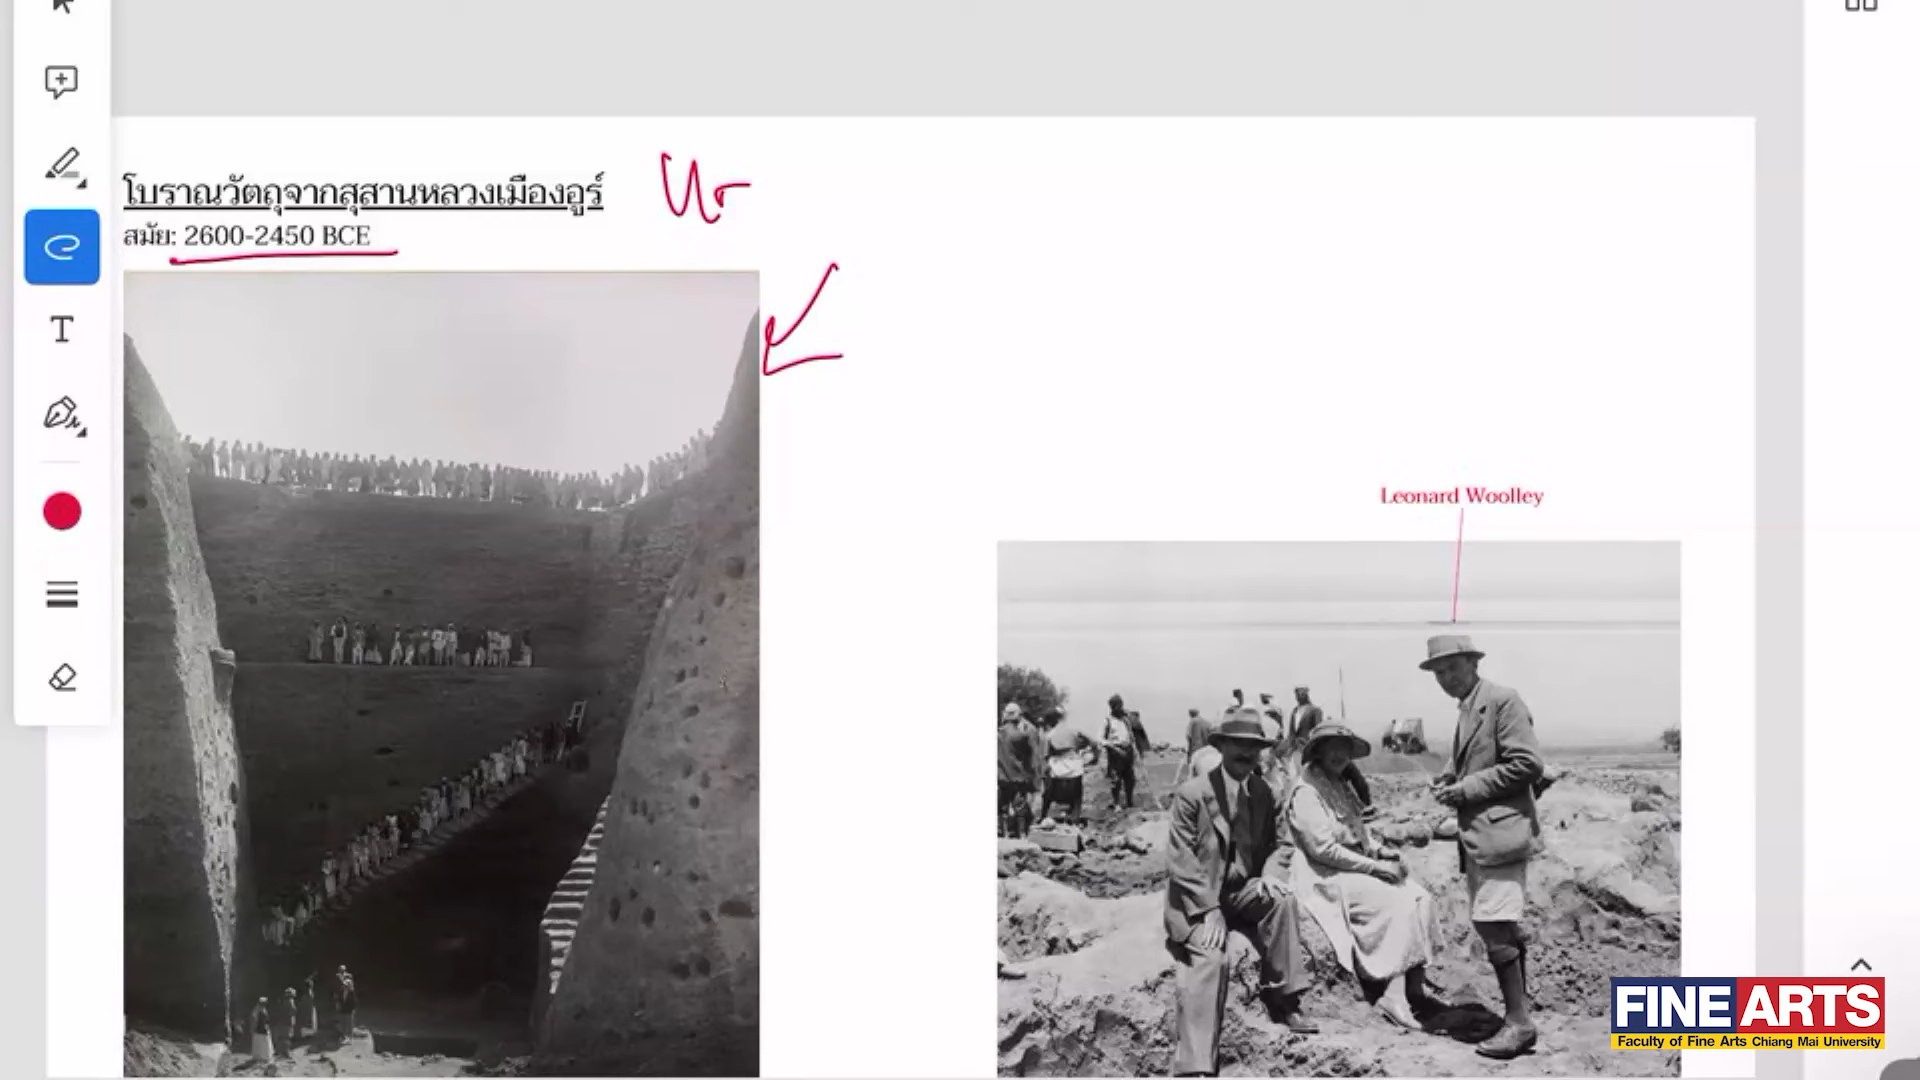 โบราณวัตถุจากสุสานหลวงเมืองอูร์
Ur
สมัย: 2600-2450 BCE
Leonard Woolley
FINE ARTS
Faculty of Fine Arts Chiang Mai University